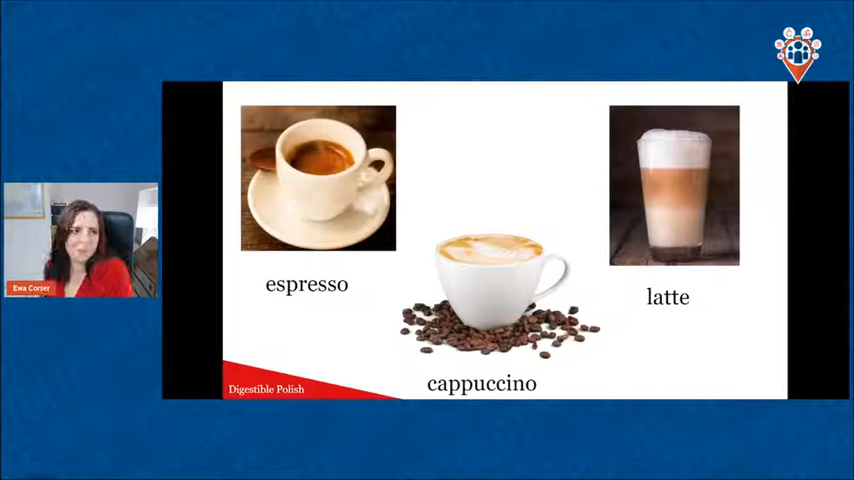 espresso
latte
cappuccino
Digestible Polish
Ewa Corser